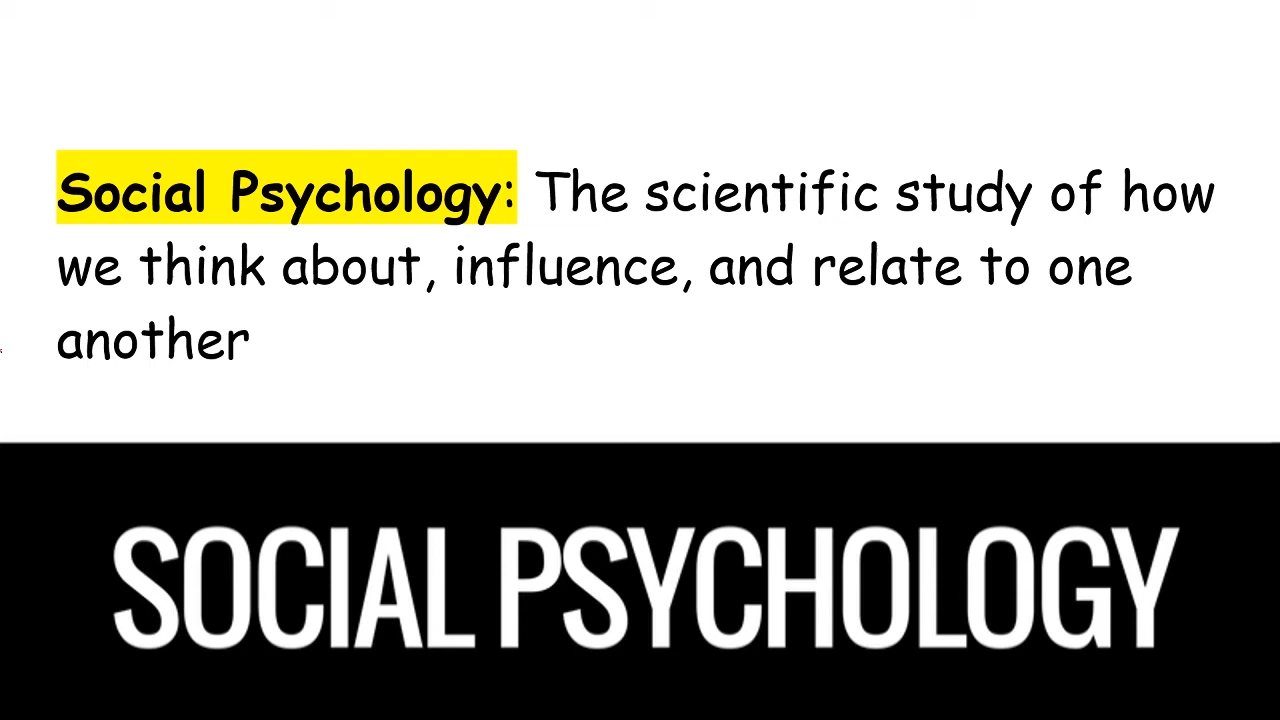 Social Psychology: The scientific study of how
we think about, influence, and relate to one
another
SOCIAL PSYCHOLOGY